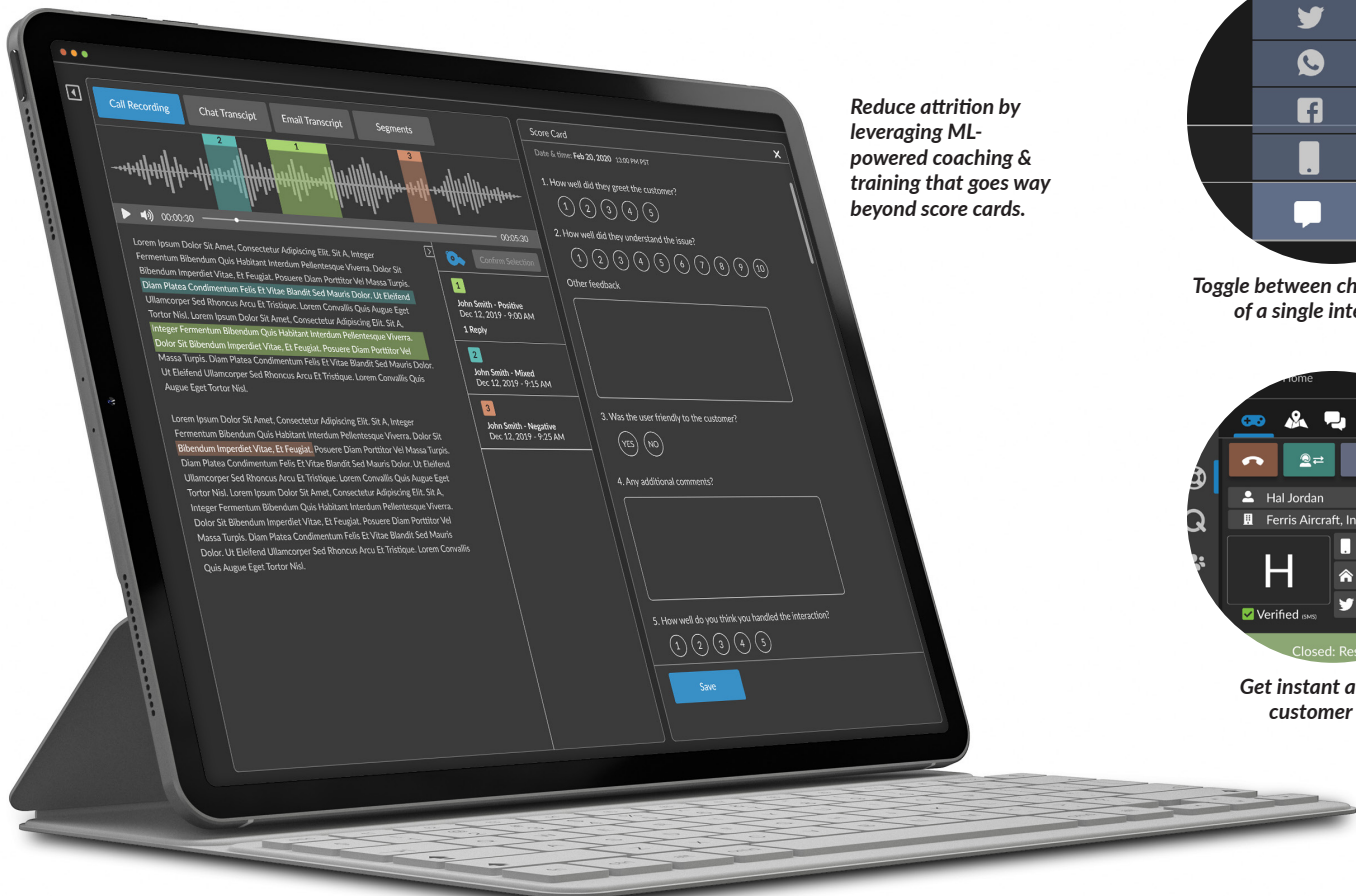 Call Recording
Chat Transcipt
Email Transcript
Segments
2
1
3
00:00:30
00:05:30
Lorem Ipsum Dolor Sit Amet, Consectetur Adipiscing Elit. Sit A, Integer
Fermentum Bibendum Quis Habitant Interdum Pellentesque Viverra. Dolor Sit
Bibendum Imperdiet Vitae, Et Feugiat. Posuere Diam Porttitor Vel Massa Turpis.
Diam Platea Condimentum Felis Et Vitae Blandit Sed Mauris Dolor. Ut Eleifend
Ullamcorper Sed Rhoncus Arcu Et Tristique. Lorem Convallis Quis Augue Eget
Tortor Nisl. Lorem Ipsum Dolor Sit Amet, Consectetur Adipiscing Elit. Sit A,
Integer Fermentum Bibendum Quis Habitant Interdum Pellentesque Viverra.
Dolor Sit Bibendum Imperdiet Vitae, Et Feugiat. Posuere Diam Porttitor Vel
Massa Turpis. Diam Platea Condimentum Felis Et Vitae Blandit Sed Mauris Dolor.
Ut Eleifend Ullamcorper Sed Rhoncus Arcu Et Tristique. Lorem Convallis Quis
Augue Eget Tortor Nisl.
Lorem Ipsum Dolor Sit Amet, Consectetur Adipiscing Elit. Sit A, Integer
Fermentum Bibendum Quis Habitant Interdum Pellentesque Viverra. Dolor Sit
Bibendum Imperdiet Vitae, Et Feugiat. Posuere Diam Porttitor Vel Massa Turpis.
Diam Platea Condimentum Felis Et Vitae Blandit Sed Mauris Dolor. Ut Eleifend
Ullamcorper Sed Rhoncus Arcu Et Tristique. Lorem Convallis Quis Augue Eget
Tortor Nisl. Lorem Ipsum Dolor Sit Amet, Consectetur Adipiscing Elit. Sit A,
Integer Fermentum Bibendum Quis Habitant Interdum Pellentesque Viverra.
Dolor Sit Bibendum Imperdiet Vitae, Et Feugiat. Posuere Diam Porttitor Vel
Massa Turpis. Diam Platea Condimentum Felis Et Vitae Blandit Sed Mauris
Dolor. Ut Eleifend Ullamcorper Sed Rhoncus Arcu Et Tristique. Lorem Convallis
Quis Augue Eget Tortor Nisl.
Confirm Selection
1
John Smith - Positive
Dec 12, 2019 - 9:00 AM
1 Reply
2
John Smith - Mixed
Dec 12, 2019 - 9:15 AM
3
John Smith - Negative
Dec 12, 2019 - 9:25 AM
Score Card
X
Date & time: Feb 20, 2020 13:00 PM PST
1. How well did they greet the customer?
1 2 3 4 5
2. How well did they understand the issue?
1 2 3 4 5 6 7 8 9 10
Other feedback
3. Was the user friendly to the customer?
YES NO
4. Any additional comments?
5. How well do you think you handled the interaction?
1 2 3 4 5
Save
Reduce attrition by
leveraging ML-
powered coaching &
training that goes way
beyond score cards.
Toggle between ch
of a single inte
Home
Hal Jordan
Ferris Aircraft, In
H
Verified (SMS)
Closed: Res
Get instant a
customer